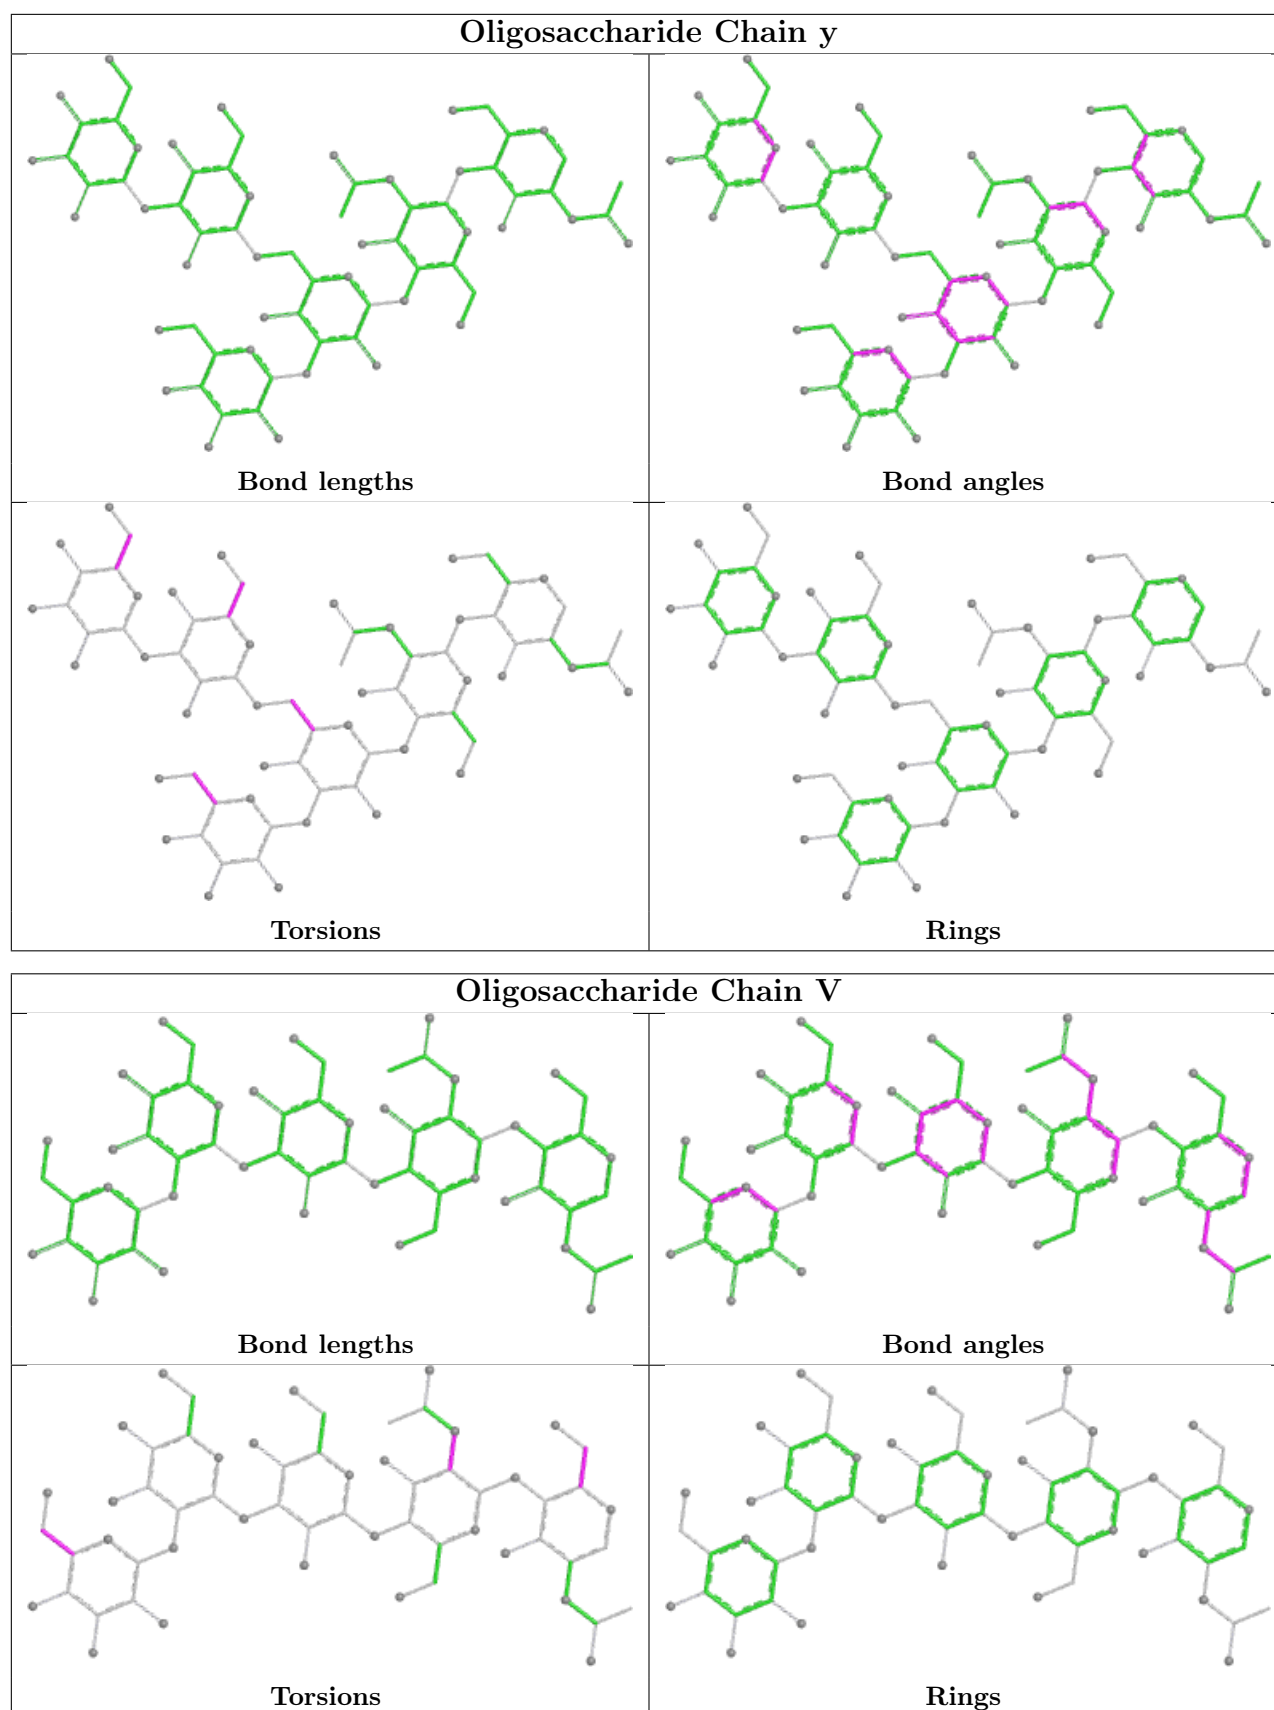 Oligosaccharide Chain y
Bond lengths
Bond angles
Torsions
Rings
Oligosaccharide Chain V
Bond lengths
Bond angles
Torsions
Rings